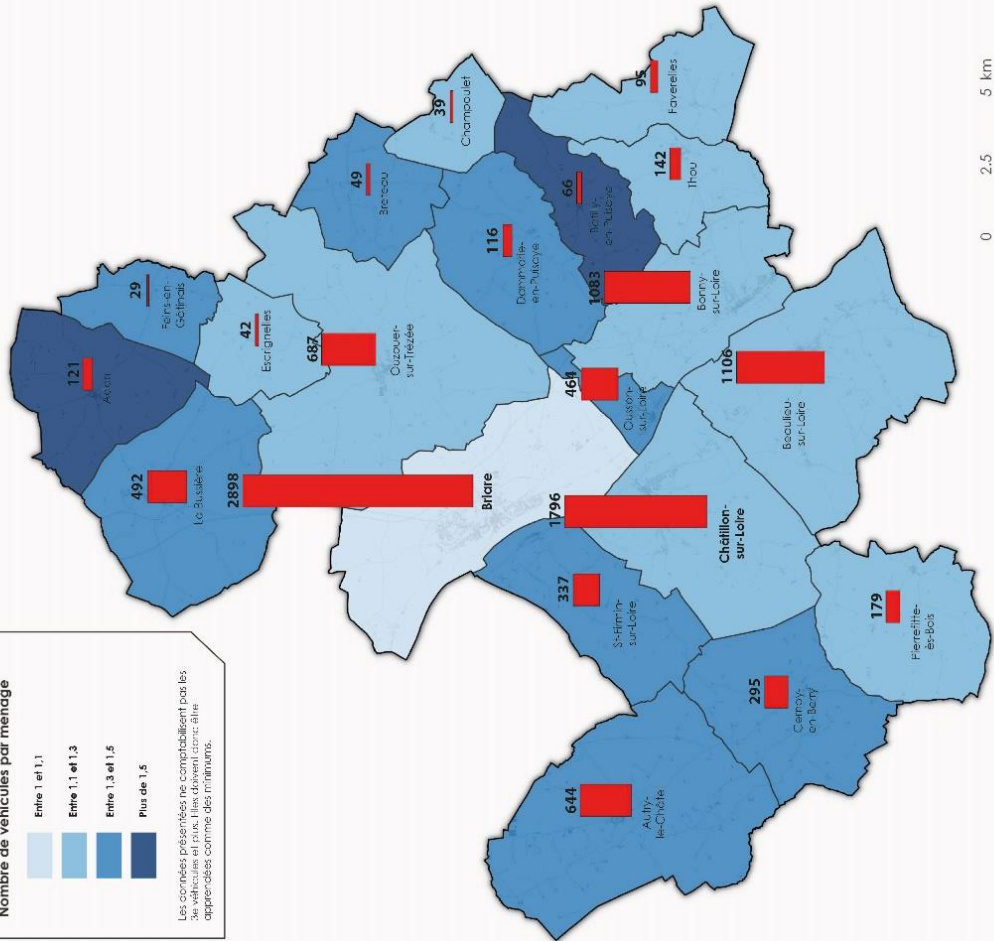 Nombre de véhicules par ménage
Entre 1 et 1,1
Entre 1,1 et 1,3
Entre 1,3 et 1,5
Plus de 1,5
Les données présentées ne comptabilisent pas les
3e véhicules et plus. Elles doivent donc être
apprendées comme des minimums.
121
Adon
29
Feins-en-
Gâtinais
492
La Bussière
42
Escrignelles
49
Breteau
39
Champoulet
687
Ouzouer-
sur-Trézée
2898
Briare
116
Dammarie-
en-Puisaye
66
Batilly-
en-Puisaye
95
Faverelles
142
Thou
464
Ousson-
sur-Loire
1083
Bonny-
sur-Loire
337
St-Firmin-
sur-Loire
1796
Châtillon-
sur-Loire
1106
Beaulieu-
sur-Loire
644
Autry-
le-Châtel
295
Cernoy-
en-Berry
179
Pierrefitte-
ès-Bois
0 2.5 5 km